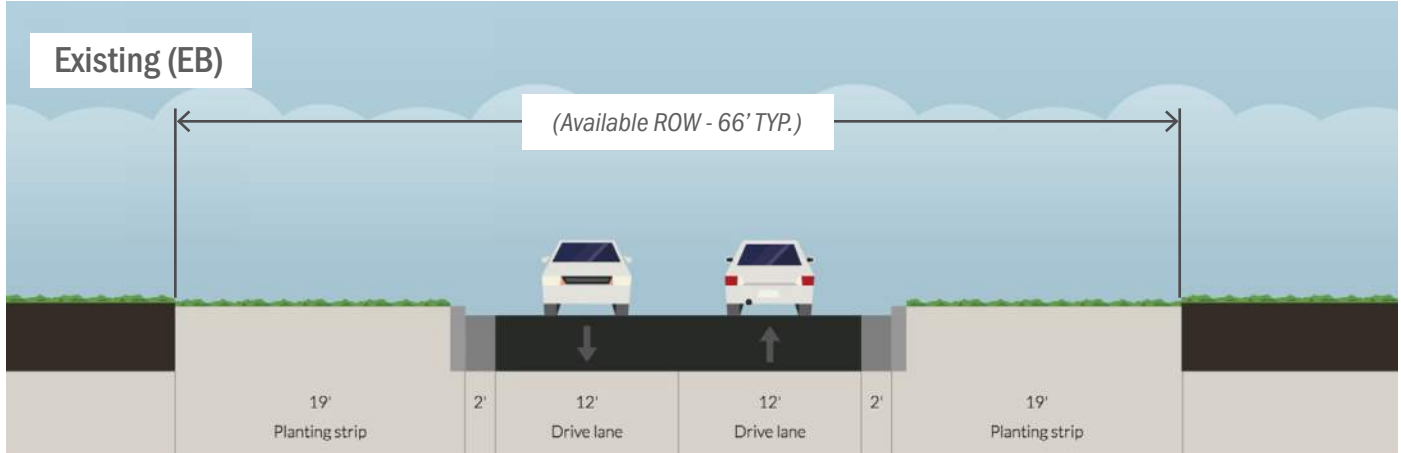 Existing (EB)
(Available ROW - 66’ TYP.)
19'
Planting strip
2'
12'
Drive lane
12'
Drive lane
2'
19'
Planting strip